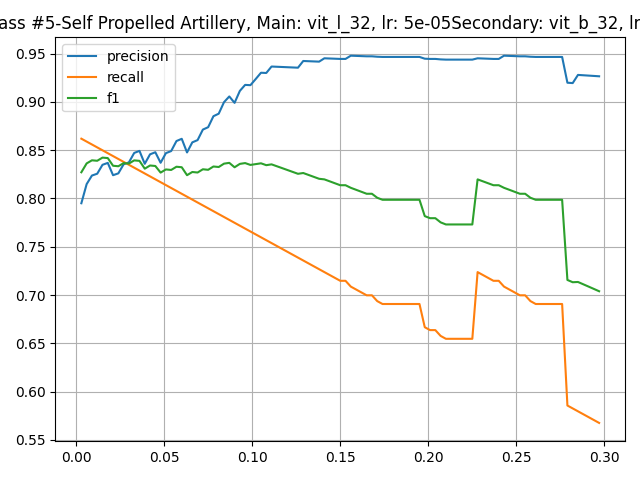 ass #5-Self Propelled Artillery, Main: vit_l_32, lr: 5e-05Secondary: vit_b_32, lr
precision
recall
f1
0.95
0.90
0.85
0.80
0.75
0.70
0.65
0.60
0.55
0.00 0.05 0.10 0.15 0.20 0.25 0.30